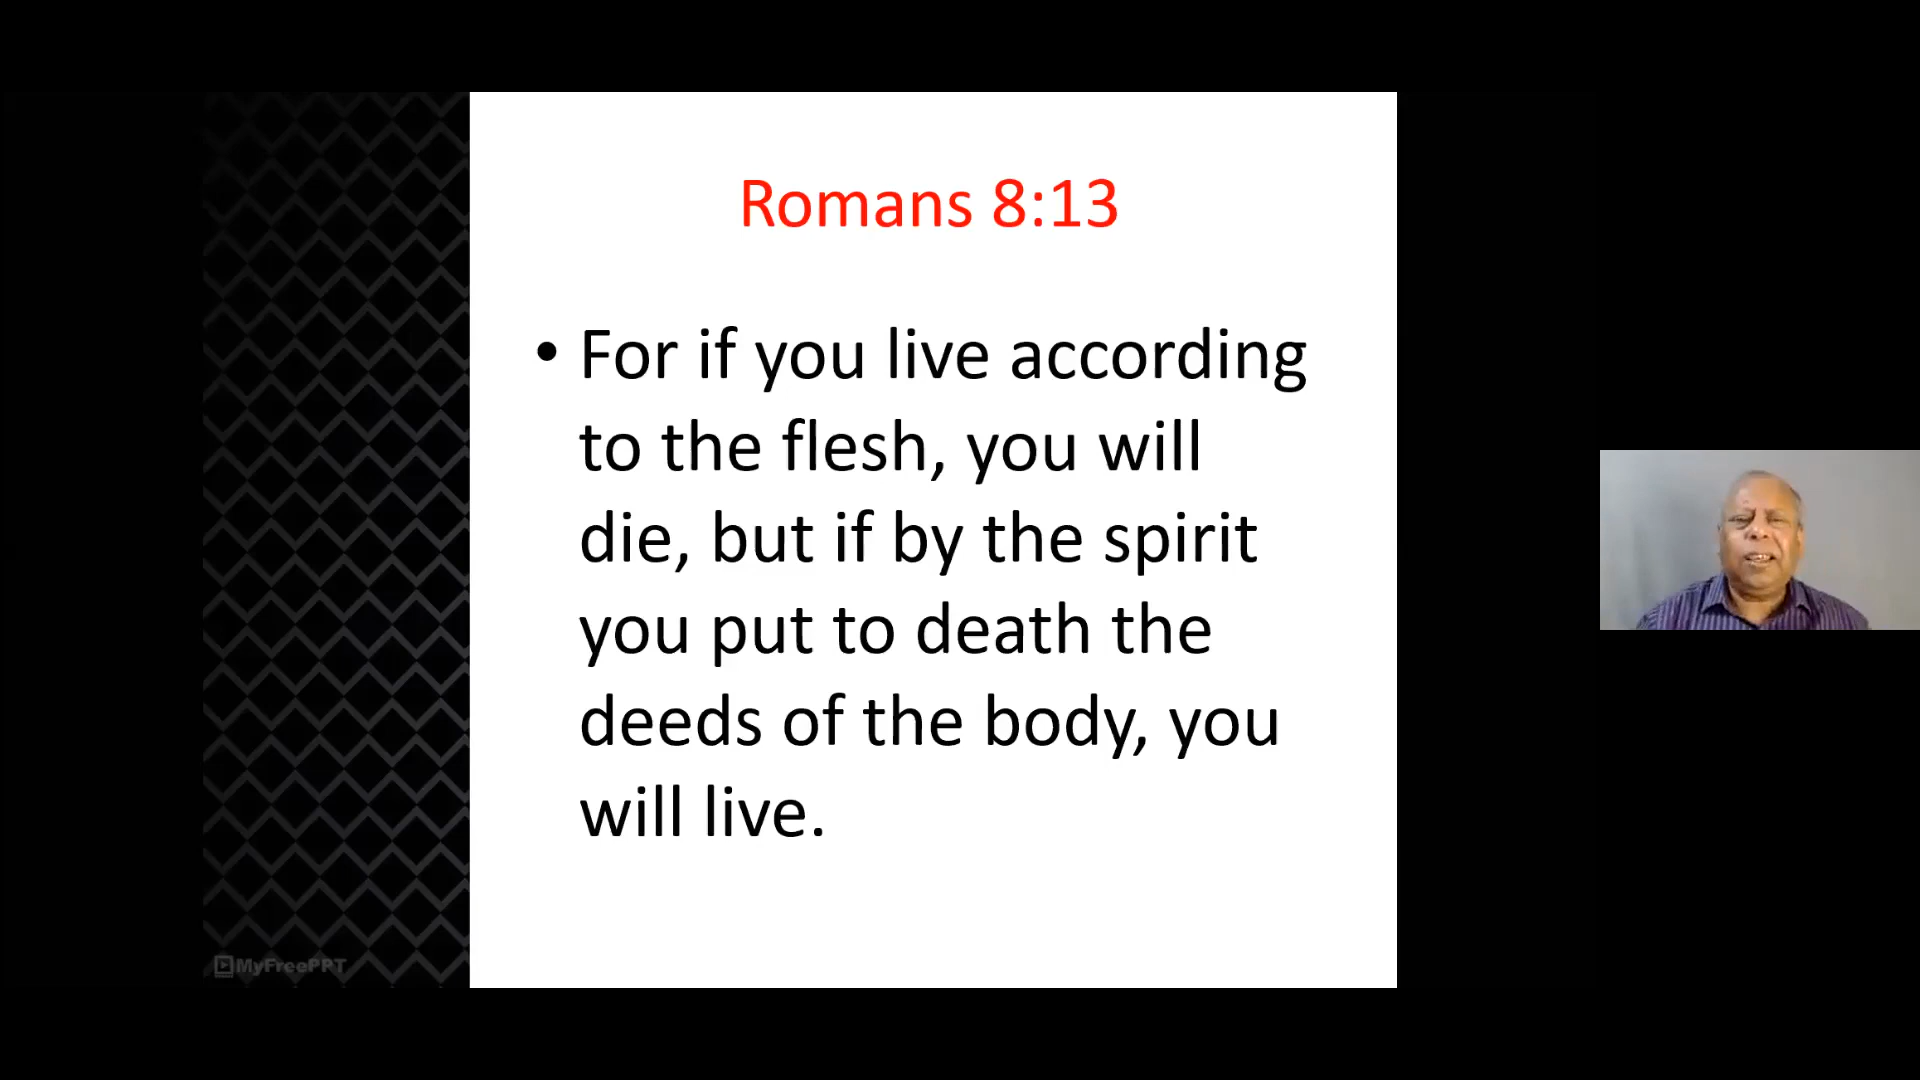 Romans 8:13
• For if you live according
to the flesh, you will
die, but if by the spirit
you put to death the
deeds of the body, you
will live.
MyFreePPT